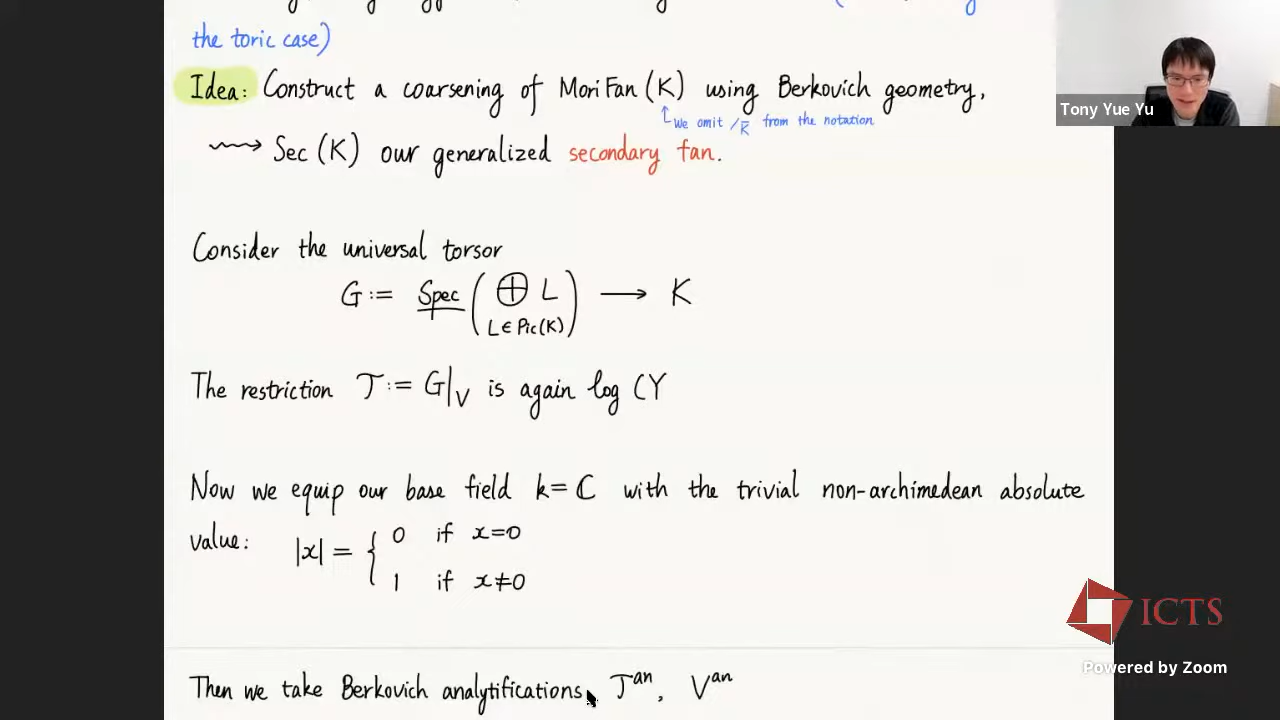 the toric case)
Idea: Construct a coarsening of Mori Fan (K) using Berkovich geometry,
↑ we omit /R̅ from the notation
⟿ Sec (K) our generalized secondary fan.
Consider the universal torsor
G := Spec ( ⊕ L ) ⟶ K
L ∈ Pic(K)
The restriction T := G|V is again log CY
Now we equip our base field k = C with the trivial non-archimedean absolute
value: |x| = { 0 if x=0
1 if x≠0
Then we take Berkovich analytifications, T^an, V^an
Tony Yue Yu
ICTS
Powered by Zoom